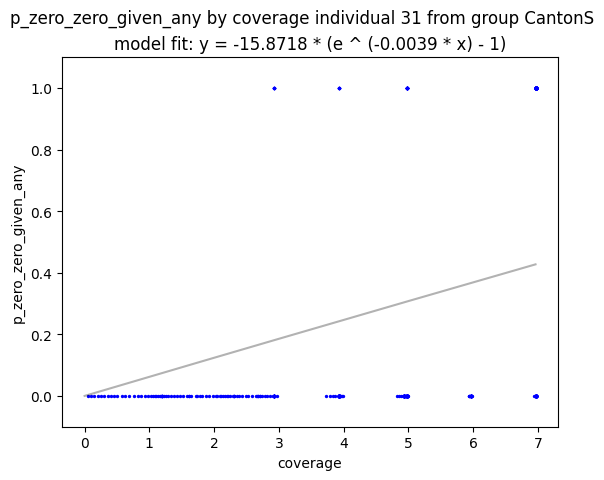 p_zero_zero_given_any by coverage individual 31 from group CantonS
model fit: y = -15.8718 * (e ^ (-0.0039 * x) - 1)
1.0
0.8
0.6
0.4
0.2
0.0
p_zero_zero_given_any
0 1 2 3 4 5 6 7
coverage